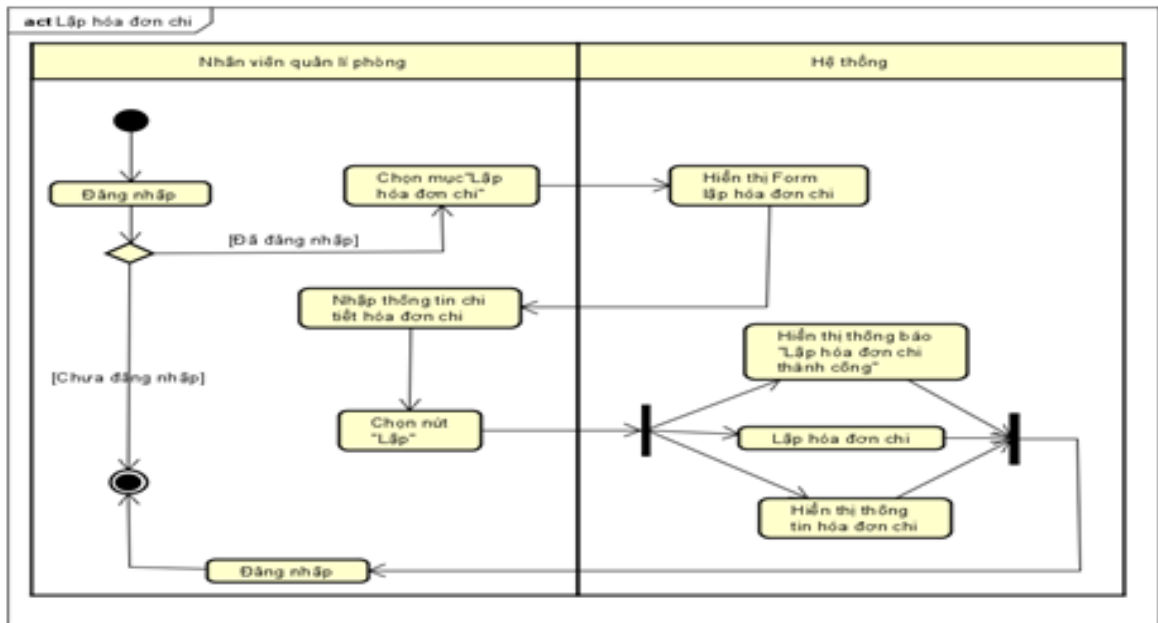 act Lập hóa đơn chi
Nhân viên quản lí phòng
Hệ thống
Đăng nhập
Chọn mục"Lập
hóa đơn chi"
Hiển thị Form
lập hóa đơn chi
[Đã đăng nhập]
Nhập thông tin chi
tiết hóa đơn chi
Hiển thị thông báo
"Lập hóa đơn chi
thành công"
[Chưa đăng nhập]
Chọn nút
"Lập"
Lập hóa đơn chi
Hiển thị thông
tin hóa đơn chi
Đăng nhập